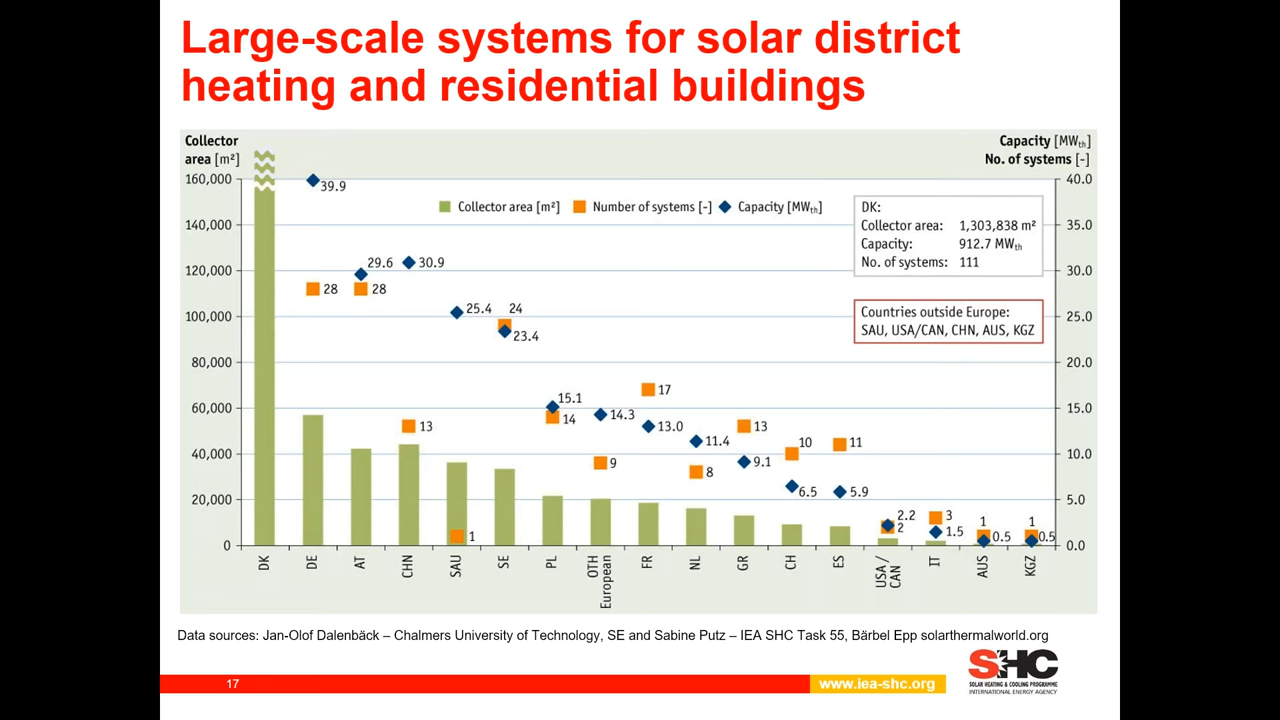 Large-scale systems for solar district
heating and residential buildings
Collector
area [m²]
Capacity [MWth]
No. of systems [-]
160,000
140,000
120,000
100,000
80,000
60,000
40,000
20,000
0
40.0
35.0
30.0
25.0
20.0
15.0
10.0
5.0
0.0
Collector area [m²] Number of systems [-] Capacity [MWth]
DK:
Collector area: 1,303,838 m²
Capacity: 912.7 MWth
No. of systems: 111
Countries outside Europe:
SAU, USA/CAN, CHN, AUS, KGZ
39.9
28
29.6
28
30.9
13
25.4
1
24
23.4
15.1
14
14.3
9
17
13.0
11.4
8
13
9.1
10
6.5
11
5.9
2.2
2
3
1.5
1
0.5
1
0.5
DK
DE
AT
CHN
SAU
SE
PL
OTH
European
FR
NL
GR
CH
ES
USA/
CAN
IT
AUS
KGZ
Data sources: Jan-Olof Dalenbäck – Chalmers University of Technology, SE and Sabine Putz – IEA SHC Task 55, Bärbel Epp solarthermalworld.org
17
www.iea-shc.org
SHC
SOLAR HEATING & COOLING PROGRAMME
INTERNATIONAL ENERGY AGENCY